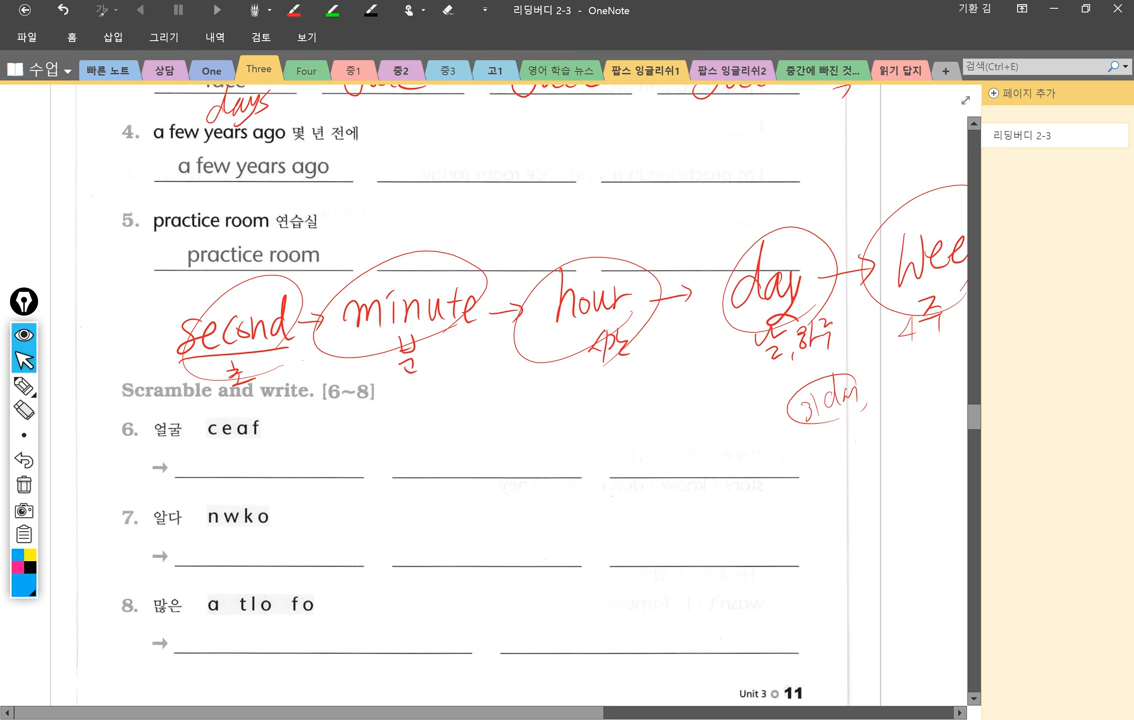 리딩버디 2-3 - OneNote
기환 김
파일 홈 삽입 그리기 내역 검토 보기
수업 빠른 노트 상담 One Three Four 중1 중2 중3 고1 영어 학습 뉴스 팝스 잉글리쉬1 팝스 잉글리쉬2 중간에 빠진 것... 읽기 답지 +
검색(Ctrl+E)
페이지 추가
리딩버디 2-3
days
4. a few years ago 몇 년 전에
a few years ago
5. practice room 연습실
practice room
second → minute → hour → day → Wee
초 분 시간 날, 하루 주
Scramble and write. [6~8]
6. 얼굴 c e a f
→
7. 알다 n w k o
→
8. 많은 a t l o f o
→
Unit 3 11